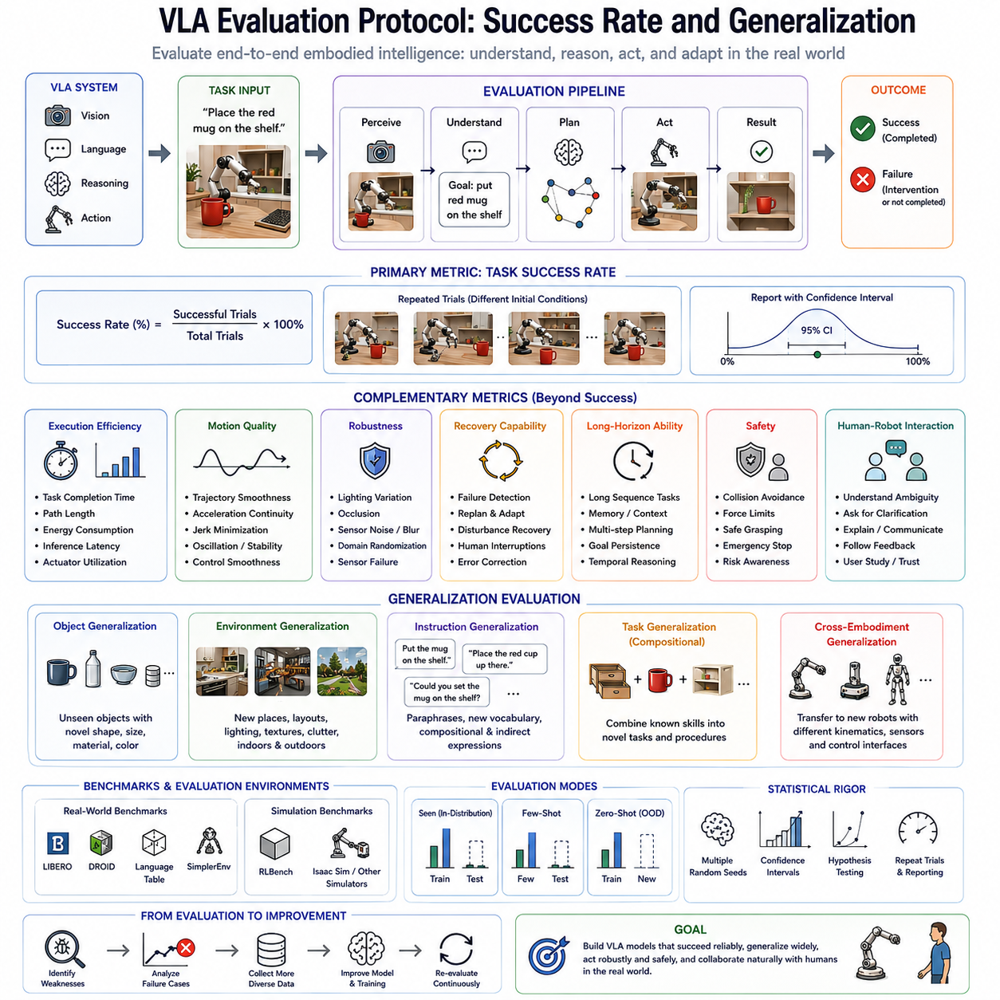 VLA Evaluation Protocol: Success Rate and Generalization
Evaluate end-to-end embodied intelligence: understand, reason, act, and adapt in the real world
VLA SYSTEM
Vision
Language
Reasoning
Action
TASK INPUT
“Place the red
mug on the shelf.”
EVALUATION PIPELINE
Perceive
Understand
Goal: put
red mug
on the shelf
Plan
Act
Result
OUTCOME
Success
(Completed)
Failure
(Intervention
or not completed)
PRIMARY METRIC: TASK SUCCESS RATE
Success Rate (%) = Successful Trials / Total Trials × 100%
Repeated Trials (Different Initial Conditions)
...
...
Report with Confidence Interval
95% CI
0%
100%
COMPLEMENTARY METRICS (Beyond Success)
Execution Efficiency
• Task Completion Time
• Path Length
• Energy Consumption
• Inference Latency
• Actuator Utilization
Motion Quality
• Trajectory Smoothness
• Acceleration Continuity
• Jerk Minimization
• Oscillation / Stability
• Control Smoothness
Robustness
• Lighting Variation
• Occlusion
• Sensor Noise / Blur
• Domain Randomization
• Sensor Failure
Recovery Capability
• Failure Detection
• Replan & Adapt
• Disturbance Recovery
• Human Interruptions
• Error Correction
Long-Horizon Ability
• Long Sequence Tasks
• Memory / Context
• Multi-step Planning
• Goal Persistence
• Temporal Reasoning
Safety
• Collision Avoidance
• Force Limits
• Safe Grasping
• Emergency Stop
• Risk Awareness
Human-Robot Interaction
• Understand Ambiguity
• Ask for Clarification
• Explain / Communicate
• Follow Feedback
• User Study / Trust
GENERALIZATION EVALUATION
Object Generalization
...
Unseen objects with
novel shape, size,
material, color
Environment Generalization
New places, layouts,
lighting, textures, clutter,
indoors & outdoors
Instruction Generalization
Put the mug
on the shelf.”
“Place the red cup
up there.”
“Could you set the
mug on the shelf?
...
Paraphrases, new vocabulary,
compositional & indirect
expressions
Task Generalization
(Compositional)
+ + ...
Combine known skills into
novel tasks and procedures
Cross-Embodiment
Generalization
...
Transfer to new robots with
different kinematics, sensors
and control interfaces
BENCHMARKS & EVALUATION ENVIRONMENTS
Real-World Benchmarks
B
LIBERO
DROID
Language
Table
SimplerEnv
Simulation Benchmarks
RLBench
Isaac Sim / Other
Simulators
EVALUATION MODES
Seen (In-Distribution)
Train
Test
Few-Shot
Few
Test
Zero-Shot (OOD)
Train
New
STATISTICAL RIGOR
Multiple
Random Seeds
Confidence
Intervals
Hypothesis
Testing
Repeat Trials
& Reporting
FROM EVALUATION TO IMPROVEMENT
Identify
Weaknesses
Analyze
Failure Cases
Collect More
Diverse Data
Improve Model
& Training
Re-evaluate
Continuously
GOAL
Build VLA models that succeed reliably, generalize widely,
act robustly and safely, and collaborate naturally with humans
in the real world.